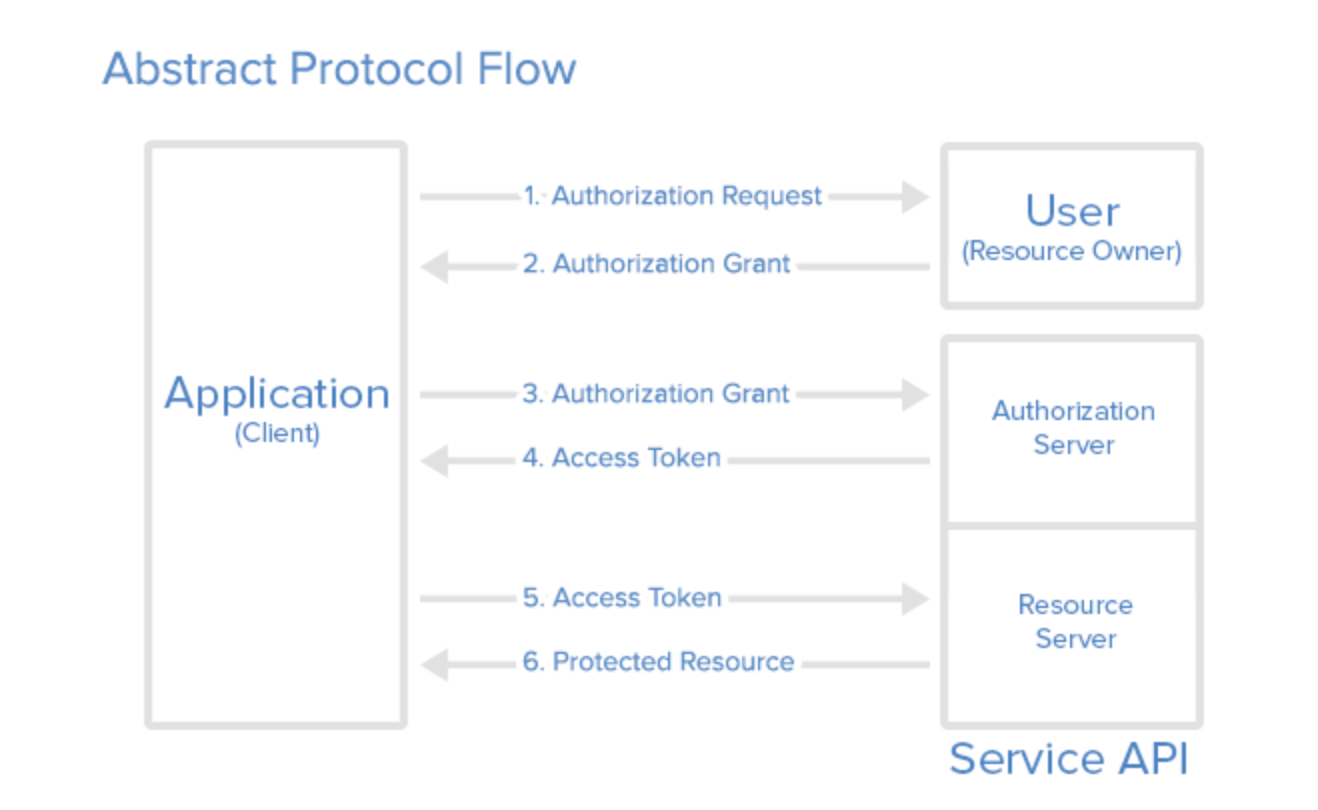 Abstract Protocol Flow
1. Authorization Request
User
(Resource Owner)
2. Authorization Grant
Application
(Client)
3. Authorization Grant
Authorization
Server
4. Access Token
5. Access Token
Resource
Server
6. Protected Resource
Service API